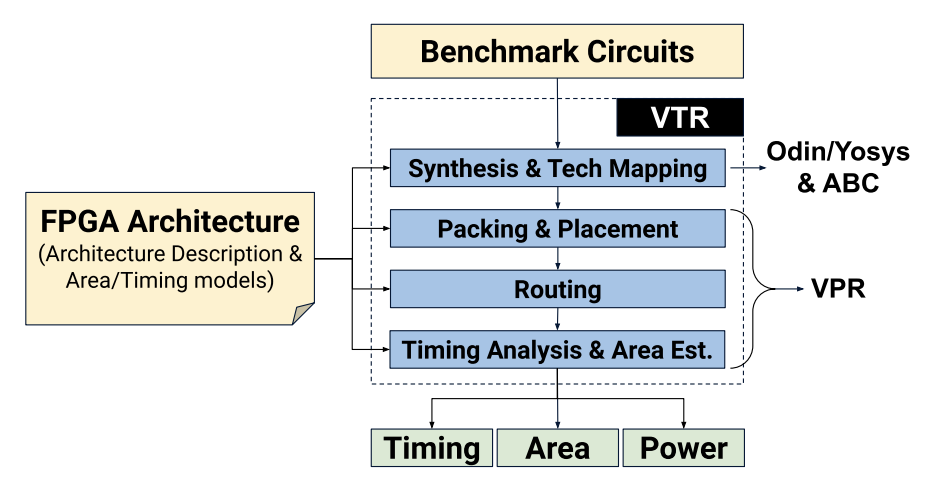 Benchmark Circuits
VTR
Synthesis & Tech Mapping
Odin/Yosys
& ABC
FPGA Architecture
(Architecture Description &
Area/Timing models)
Packing & Placement
Routing
VPR
Timing Analysis & Area Est.
Timing
Area
Power